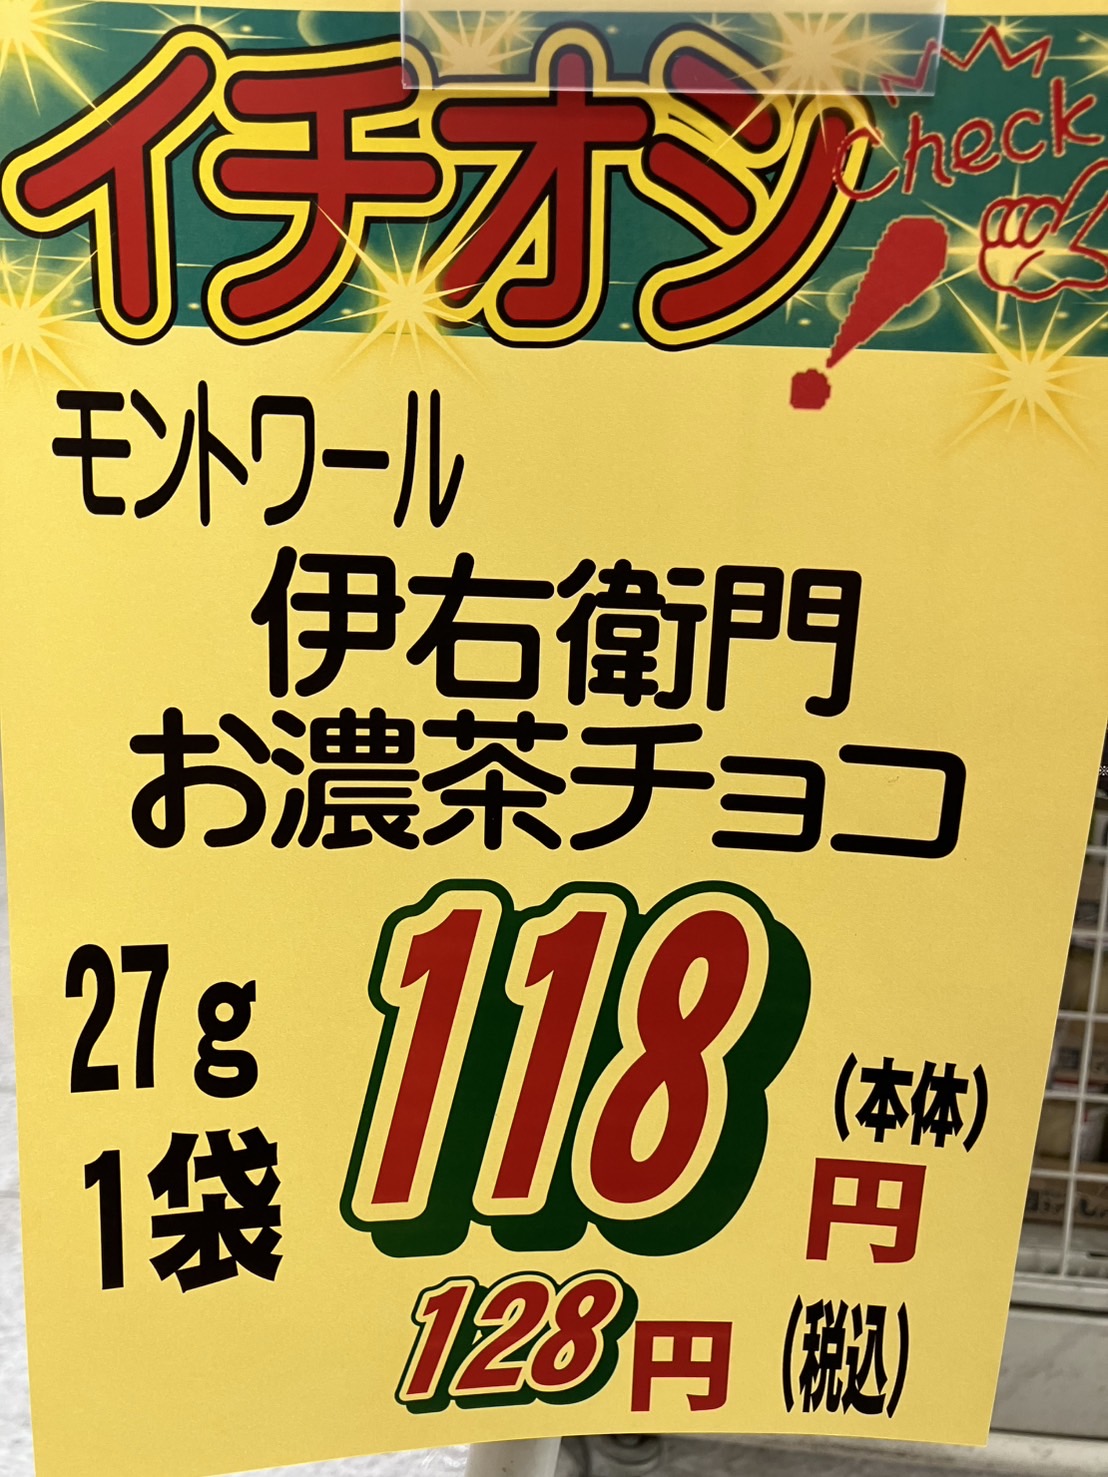 イチオシ
Check
!
モントワール
伊右衛門
お濃茶チョコ
27g
1袋
118
(本体)
円
128円
(税込)